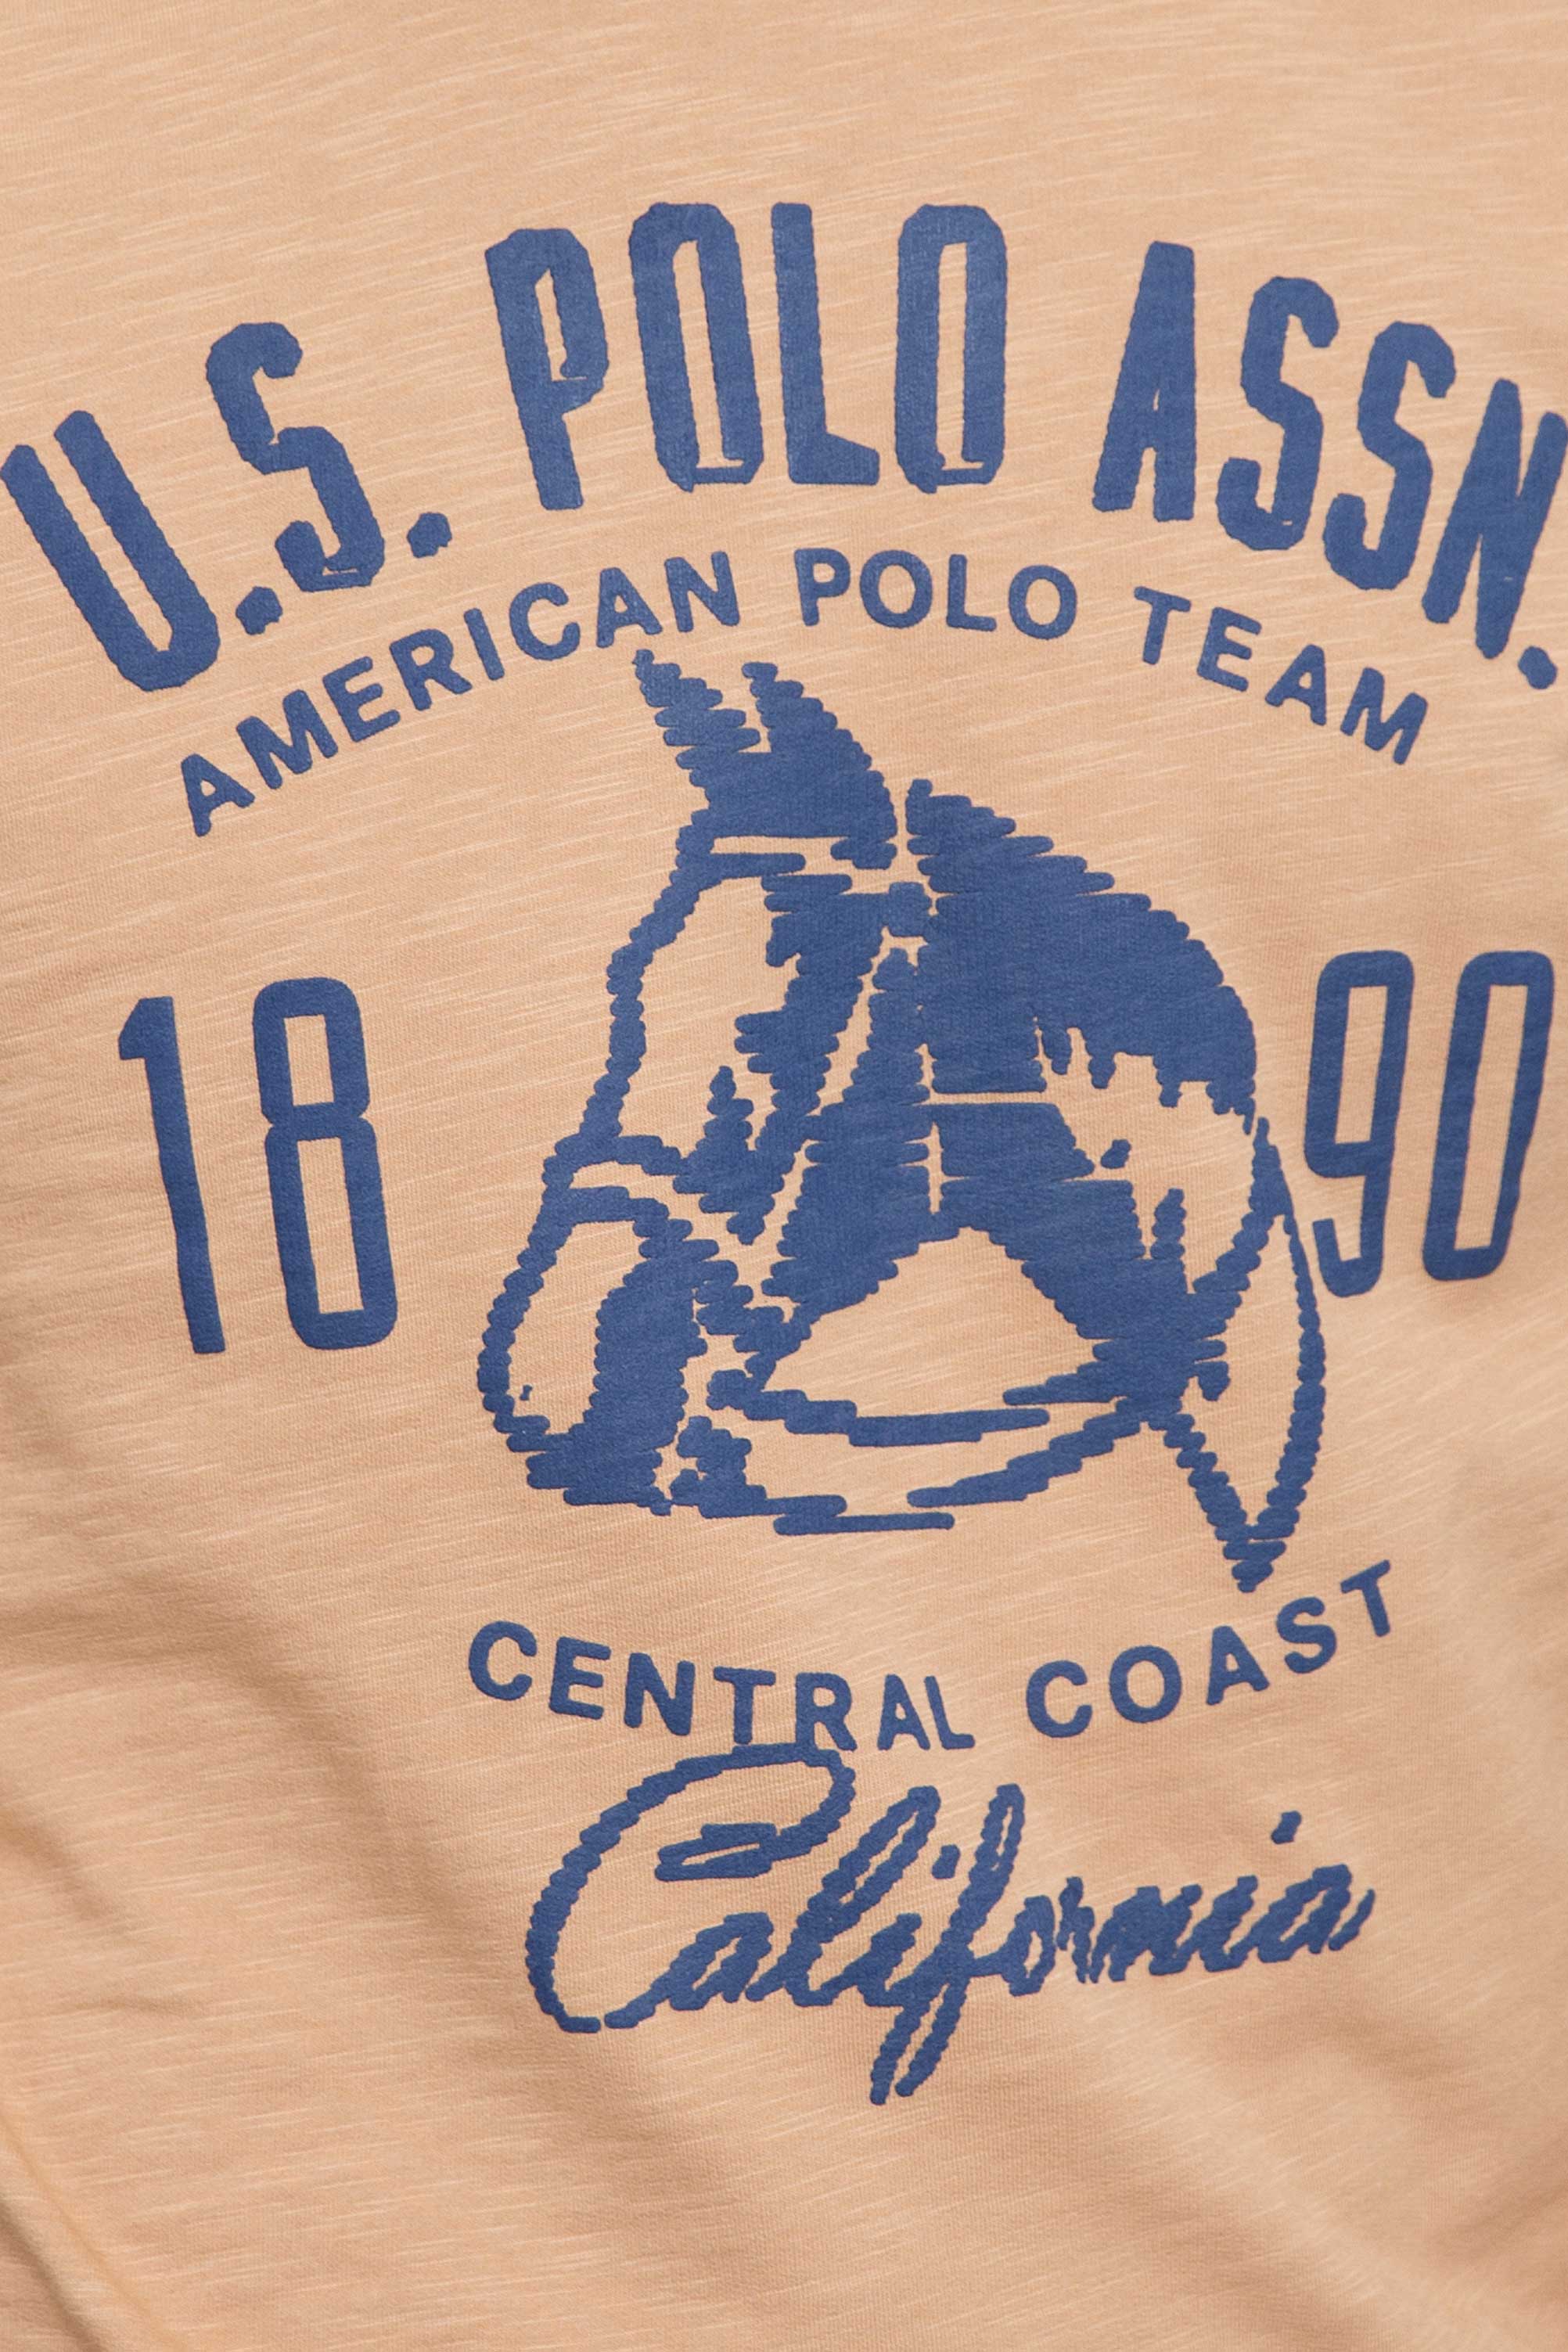 U.S. POLO ASSN.
AMERICAN POLO TEAM
18 90
CENTRAL COAST
California